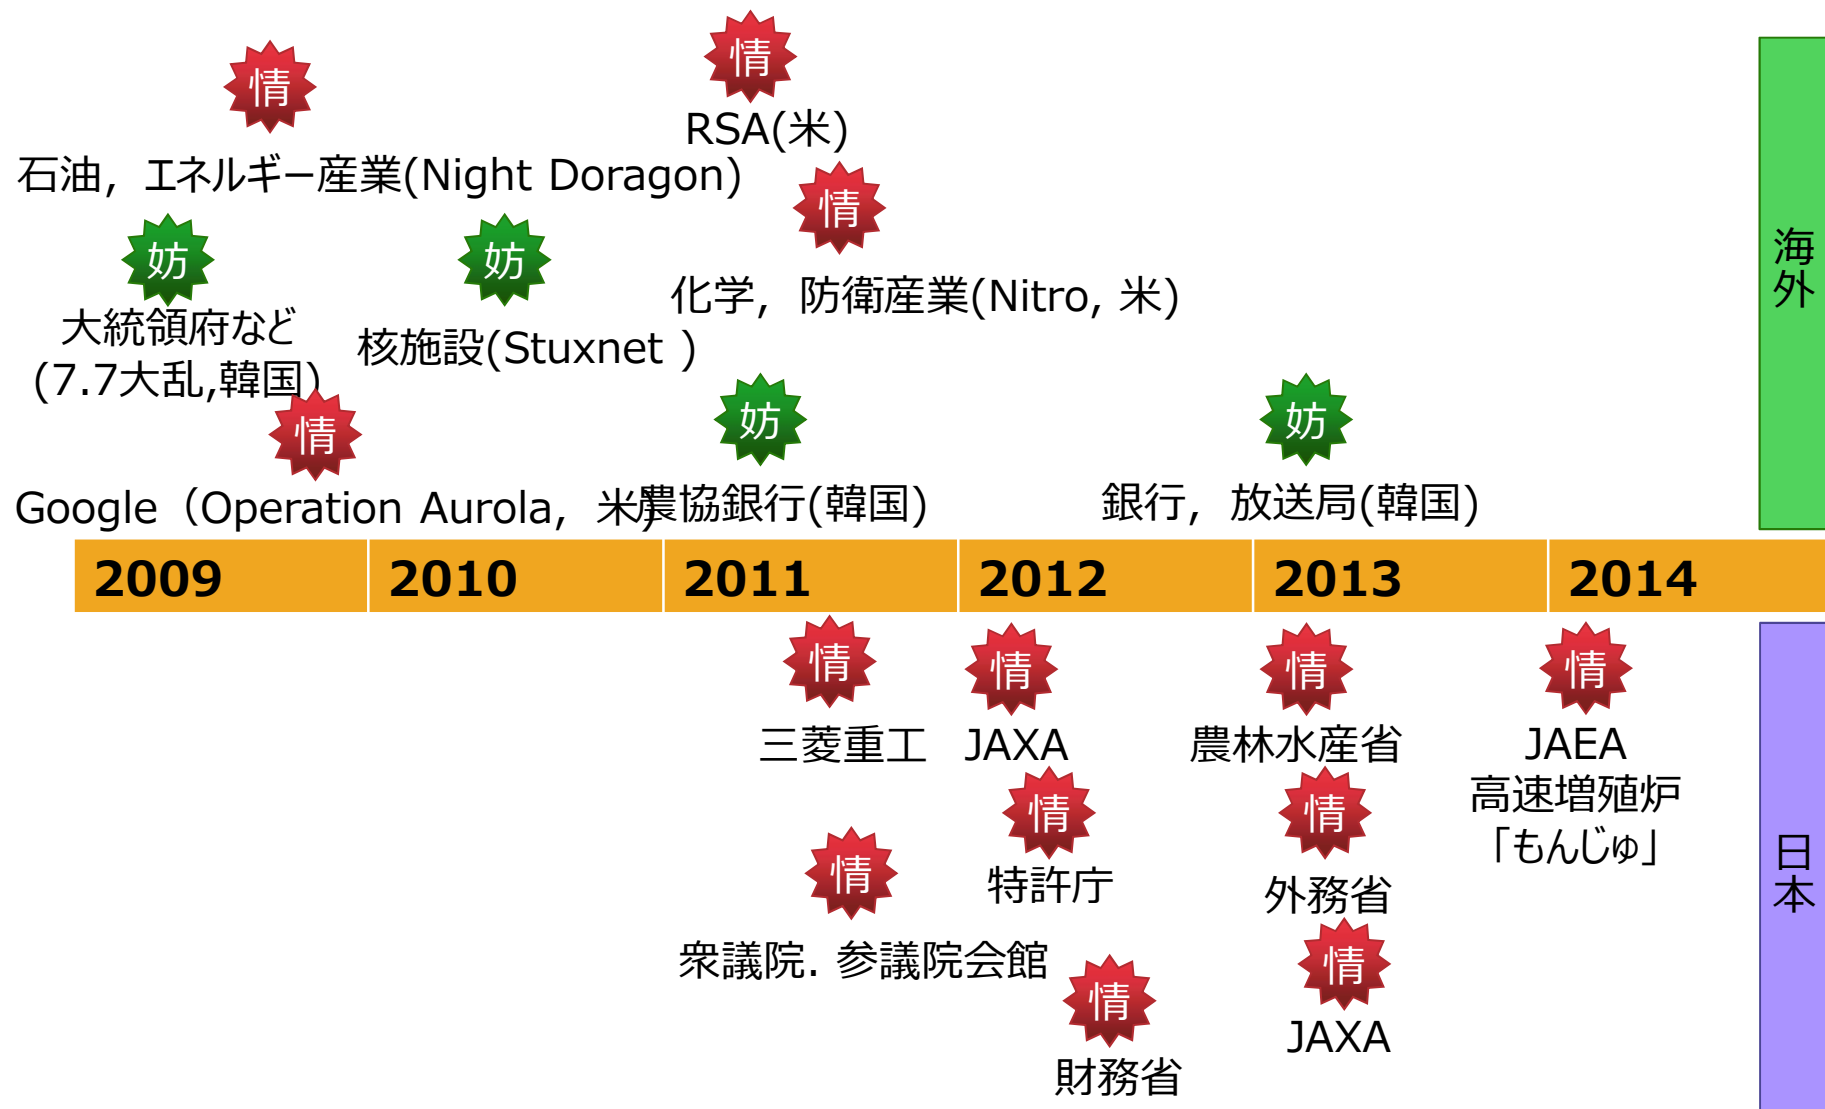 情
RSA(米)
情
石油，エネルギー産業(Night Doragon)
情
化学，防衛産業(Nitro, 米)
妨
大統領府など
(7.7大乱,韓国)
妨
核施設(Stuxnet )
情
Google（Operation Aurola，米）
妨
農協銀行(韓国)
妨
銀行，放送局(韓国)
海外
2009 2010 2011 2012 2013 2014
情
三菱重工
情
JAXA
情
農林水産省
情
JAEA
高速増殖炉
「もんじゅ」
情
特許庁
情
外務省
情
衆議院．参議院会館
情
JAXA
情
財務省
日本